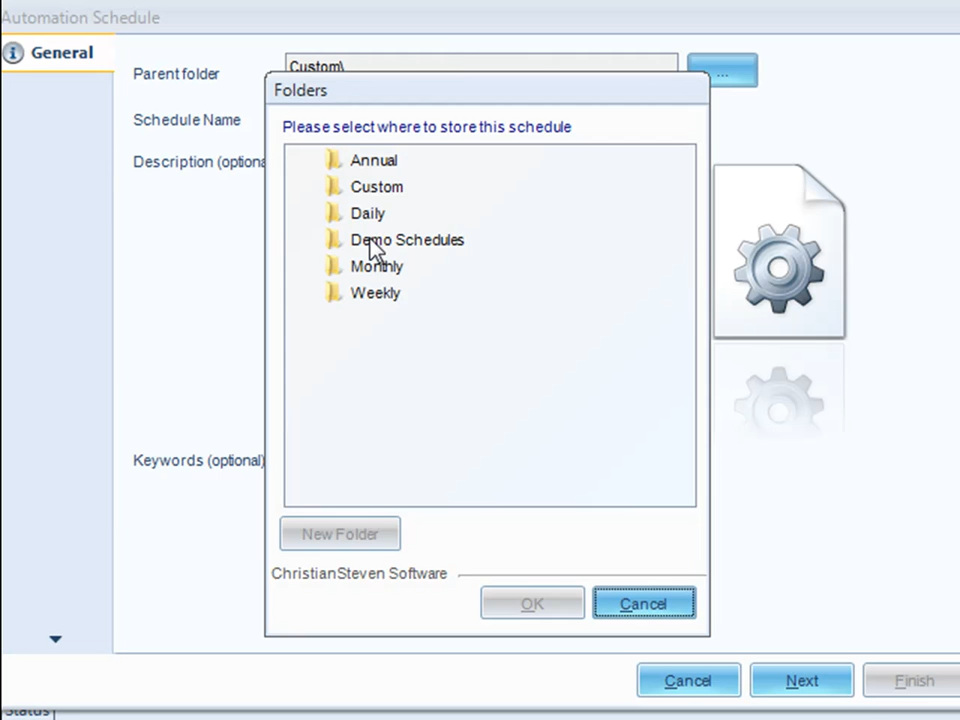 Automation Schedule
General
Parent folder
Custom\
...
Folders
Please select where to store this schedule
Schedule Name
Description (optiona
Annual
Custom
Daily
Demo Schedules
Monthly
Weekly
Keywords (optional)
New Folder
ChristianSteven Software
OK
Cancel
Cancel
Next
Finish
Status